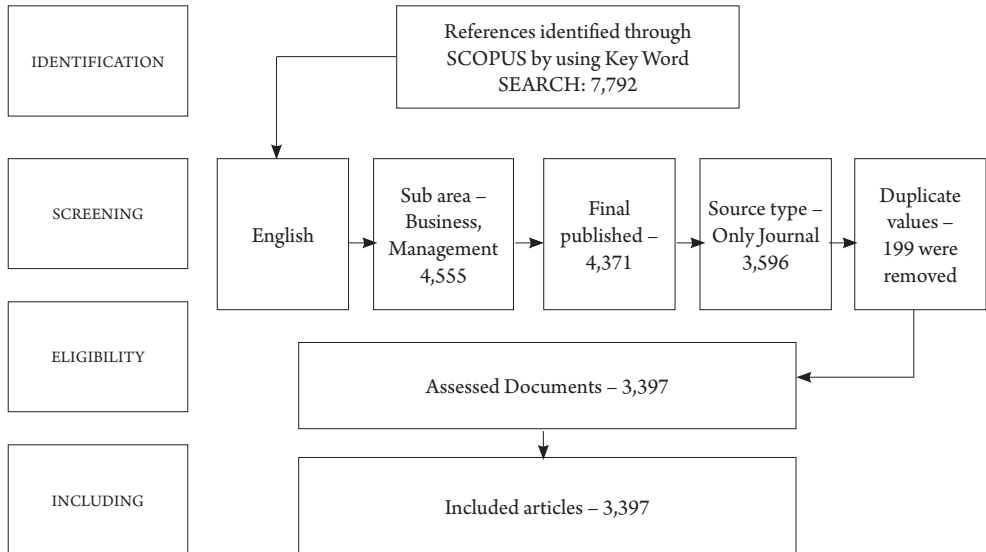 IDENTIFICATION
References identified through
SCOPUS by using Key Word
SEARCH: 7,792
SCREENING
English
Sub area –
Business,
Management
4,555
Final
published –
4,371
Source type –
Only Journal
3,596
Duplicate
values –
199 were
removed
ELIGIBILITY
Assessed Documents – 3,397
INCLUDING
Included articles – 3,397